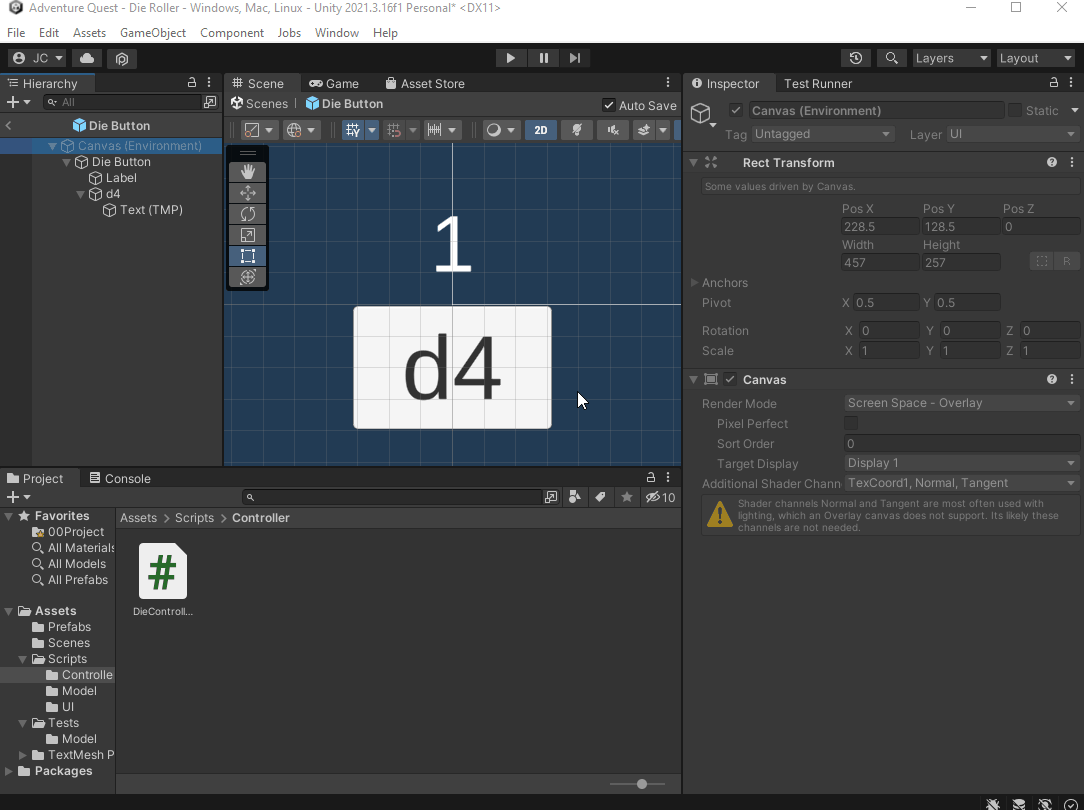 Adventure Quest - Die Roller - Windows, Mac, Linux - Unity 2021.3.16f1 Personal* <DX11>
File Edit Assets GameObject Component Jobs Window Help
JC Layers Layout
Hierarchy
All
Die Button
Canvas (Environment)
Die Button
Label
d4
Text (TMP)
Scene Game Asset Store
Scenes Die Button Auto Save
2D
1
d4
Inspector Test Runner
Canvas (Environment) Static
Tag Untagged Layer UI
Rect Transform
Some values driven by Canvas.
Pos X Pos Y Pos Z
228.5 128.5 0
Width Height
457 257
R
Anchors
Pivot X 0.5 Y 0.5
Rotation X 0 Y 0 Z 0
Scale X 1 Y 1 Z 1
Canvas
Render Mode Screen Space - Overlay
Pixel Perfect
Sort Order 0
Target Display Display 1
Additional Shader Chann TexCoord1, Normal, Tangent
Shader channels Normal and Tangent are most often used with
lighting, which an Overlay canvas does not support. Its likely these
channels are not needed.
Project Console
10
Favorites
00Project
All Materials
All Models
All Prefabs
Assets
Prefabs
Scenes
Scripts
Controlle
Model
UI
Tests
Model
TextMesh P
Packages
Assets > Scripts > Controller
#
DieControll...